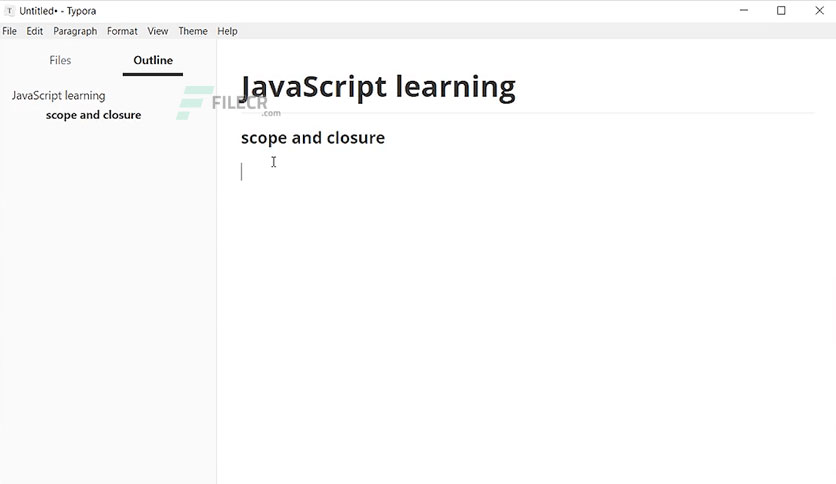 Untitled• - Typora
File Edit Paragraph Format View Theme Help
Files Outline
JavaScript learning
scope and closure
FILECR
.com
JavaScript learning
scope and closure